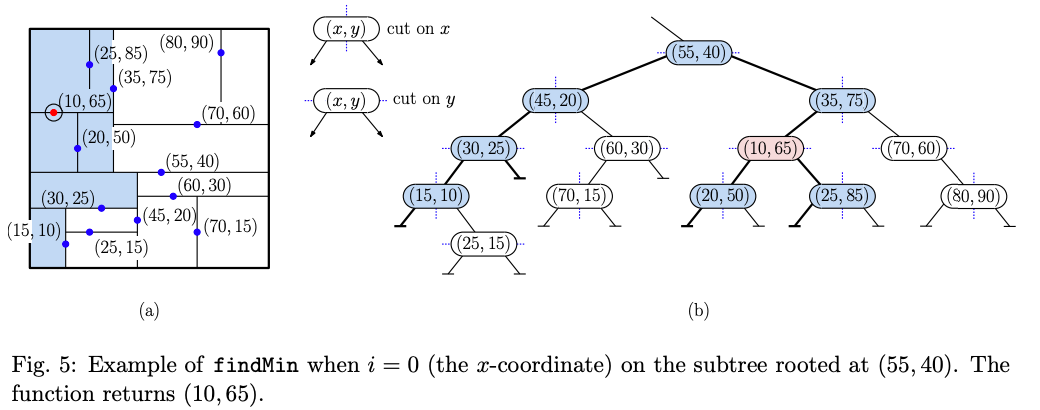 (25, 85)
(80, 90)
(35, 75)
(10, 65)
(70, 60)
(20, 50)
(55, 40)
(60, 30)
(30, 25)
(45, 20)
(15, 10)
(70, 15)
(25, 15)
(a)
(x, y) cut on x
(x, y) cut on y
(55, 40)
(45, 20) (35, 75)
(30, 25) (60, 30) (10, 65) (70, 60)
(15, 10) (70, 15) (20, 50) (25, 85) (80, 90)
(25, 15)
(b)
Fig. 5: Example of findMin when i = 0 (the x-coordinate) on the subtree rooted at (55, 40). The
function returns (10, 65).